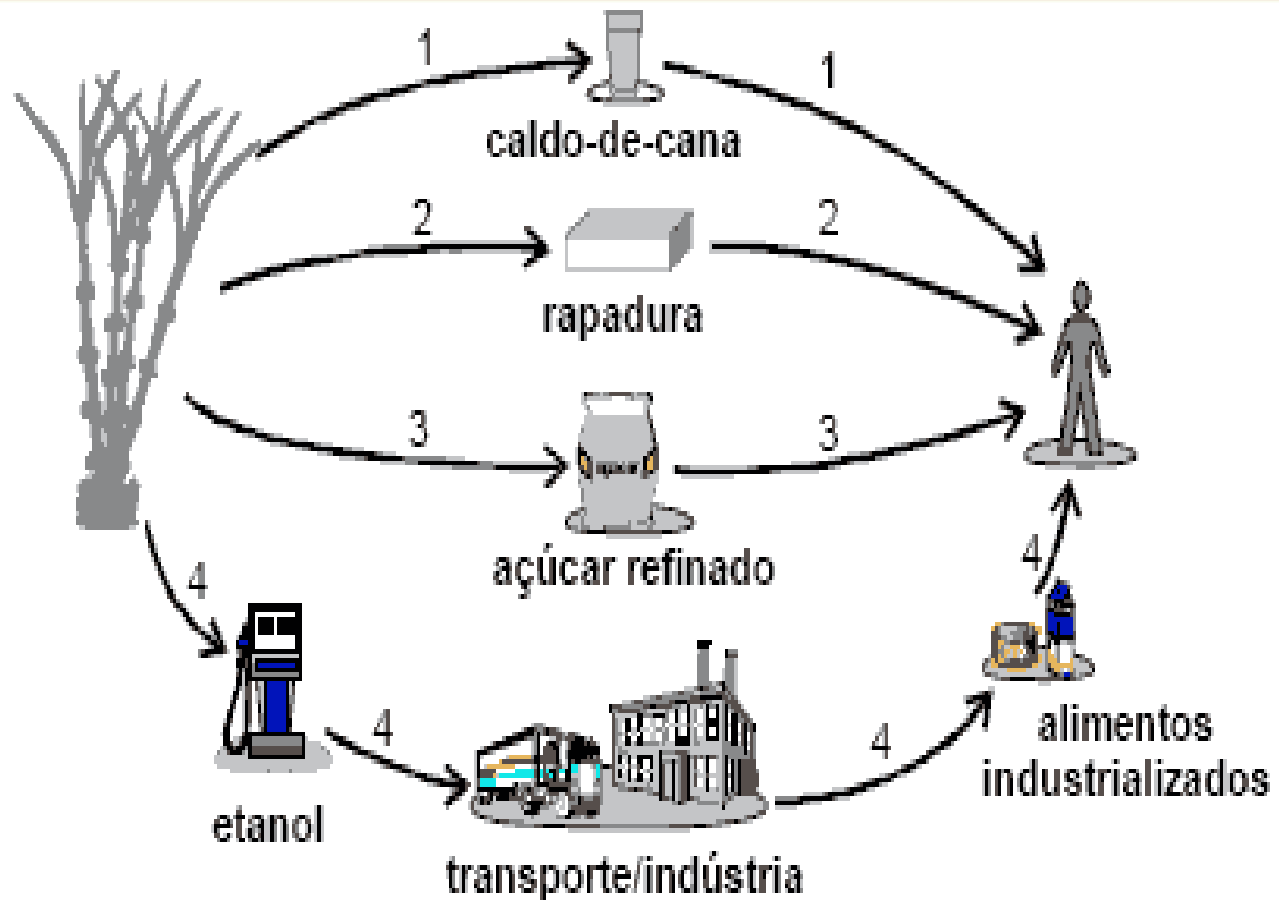 1
1
caldo-de-cana
2
2
rapadura
3
3
açúcar
açúcar refinado
4
4
etanol
4
transporte/indústria
4
alimentos
industrializados